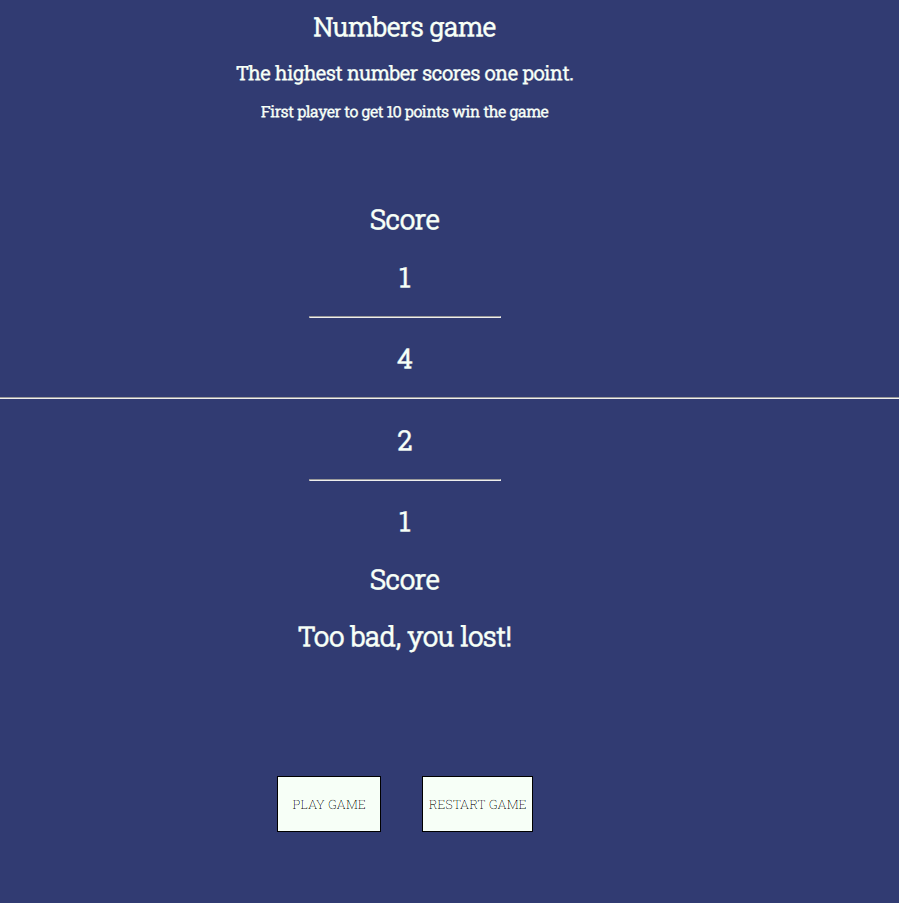 Numbers game
The highest number scores one point.
First player to get 10 points win the game
Score
1
4
2
1
Score
Too bad, you lost!
PLAY GAME
RESTART GAME